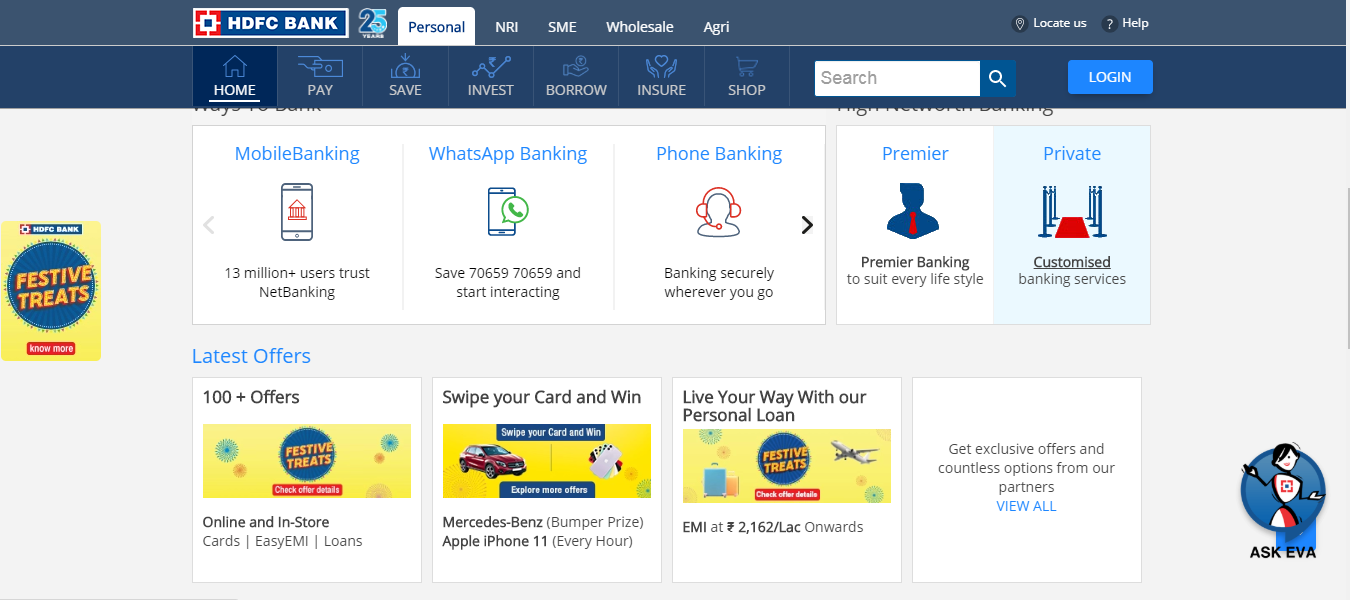 HDFC BANK
25 YEARS
Personal
NRI
SME
Wholesale
Agri
Locate us
? Help
HOME
PAY
SAVE
INVEST
BORROW
INSURE
SHOP
Search
LOGIN
Ways To Bank
High Networth Banking
MobileBanking
13 million+ users trust
NetBanking
WhatsApp Banking
Save 70659 70659 and
start interacting
Phone Banking
Banking securely
wherever you go
Premier
Premier Banking
to suit every life style
Private
Customised
banking services
HDFC BANK
FESTIVE
TREATS
know more
Latest Offers
100 + Offers
FESTIVE
TREATS
Check offer details
Online and In-Store
Cards | EasyEMI | Loans
Swipe your Card and Win
Swipe your Card and Win
Explore more offers
Mercedes-Benz (Bumper Prize)
Apple iPhone 11 (Every Hour)
Live Your Way With our
Personal Loan
FESTIVE
TREATS
Check offer details
EMI at ₹ 2,162/Lac Onwards
Get exclusive offers and
countless options from our
partners
VIEW ALL
ASK EVA